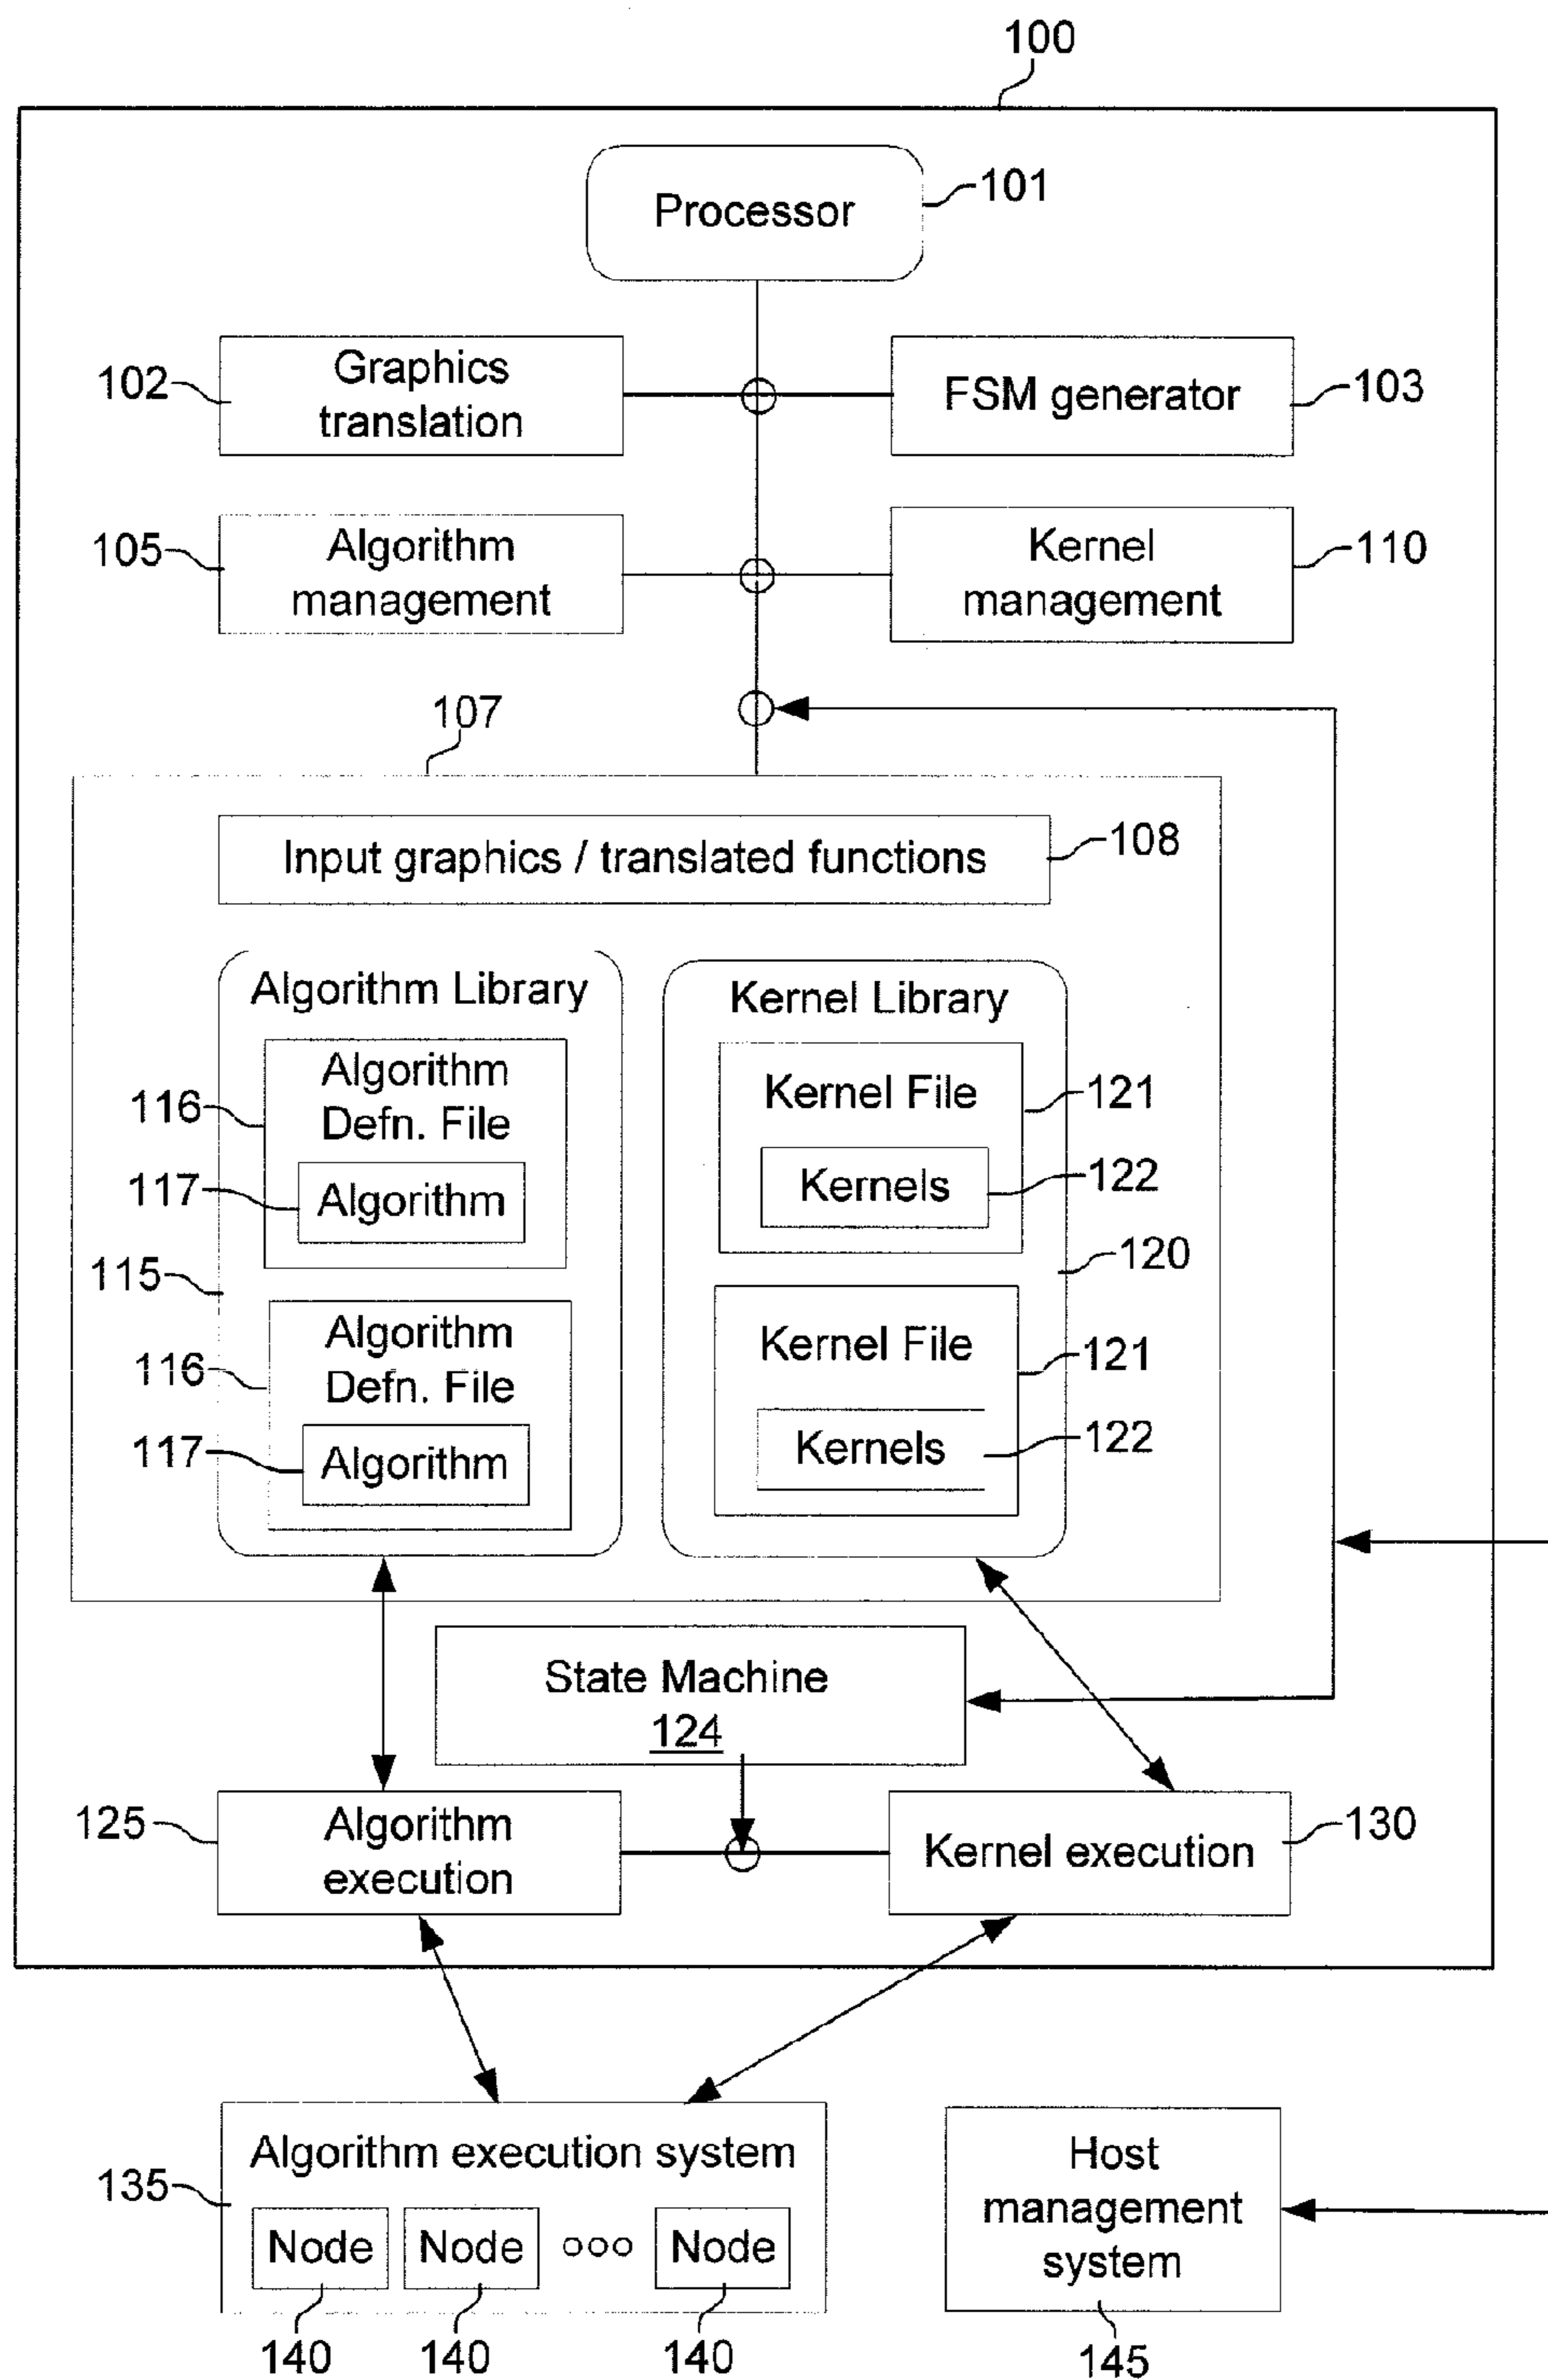 100
Processor
101
102
Graphics
translation
FSM generator
103
105
Algorithm
management
Kernel
management
110
107
Input graphics / translated functions
108
Algorithm Library
116
Algorithm
Defn. File
117
Algorithm
115
116
Algorithm
Defn. File
117
Algorithm
Kernel Library
Kernel File
121
Kernels
122
120
Kernel File
121
Kernels
122
State Machine
124
125
Algorithm
execution
Kernel execution
130
Algorithm execution system
135
Node
Node
ooo
Node
140
140
140
Host
management
system
145